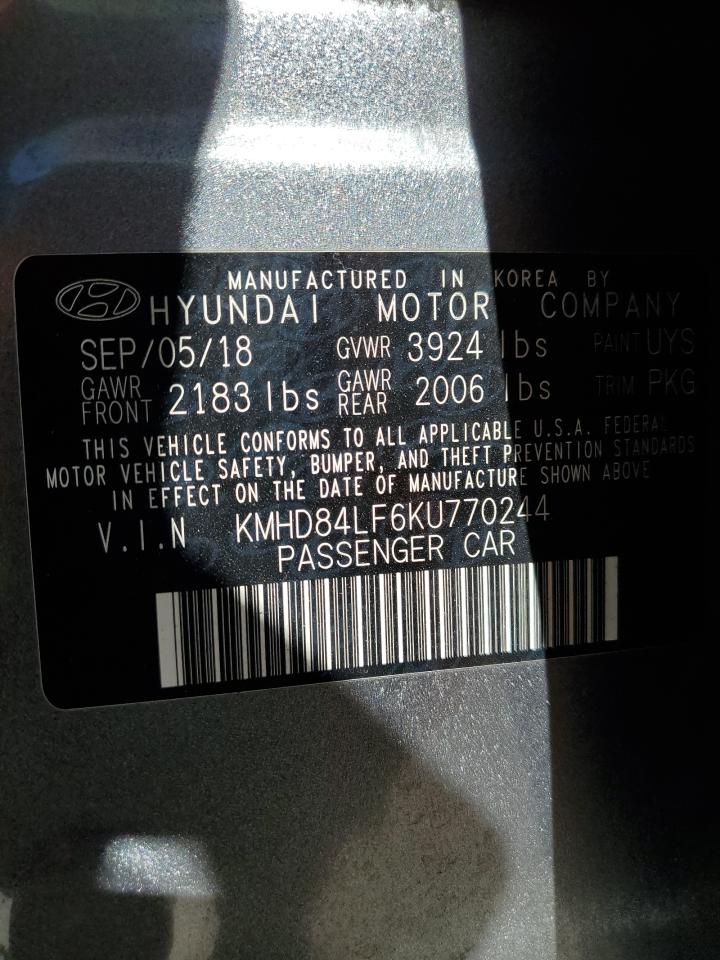 MANUFACTURED IN KOREA BY
HYUNDAI MOTOR COMPANY
SEP/05/18 GVWR 3924 lbs PAINT UYS
GAWR FRONT 2183 lbs GAWR REAR 2006 lbs TRIM PKG
THIS VEHICLE CONFORMS TO ALL APPLICABLE U.S.A. FEDERAL
MOTOR VEHICLE SAFETY, BUMPER, AND THEFT PREVENTION STANDARDS
IN EFFECT ON THE DATE OF MANUFACTURE SHOWN ABOVE
V.I.N KMHD84LF6KU770244
PASSENGER CAR